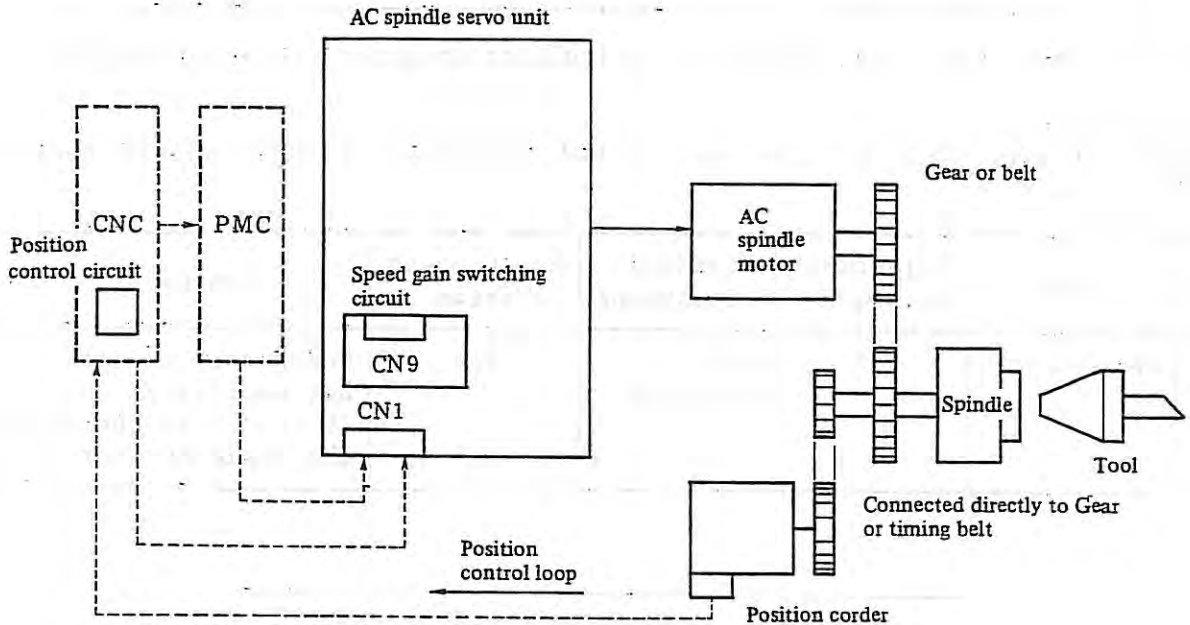 AC spindle servo unit
Gear or belt
CNC
PMC
AC
spindle
motor
Position
control circuit
Speed gain switching
circuit
CN9
CN1
Spindle
Tool
Connected directly to Gear
or timing belt
Position
control loop
Position corder